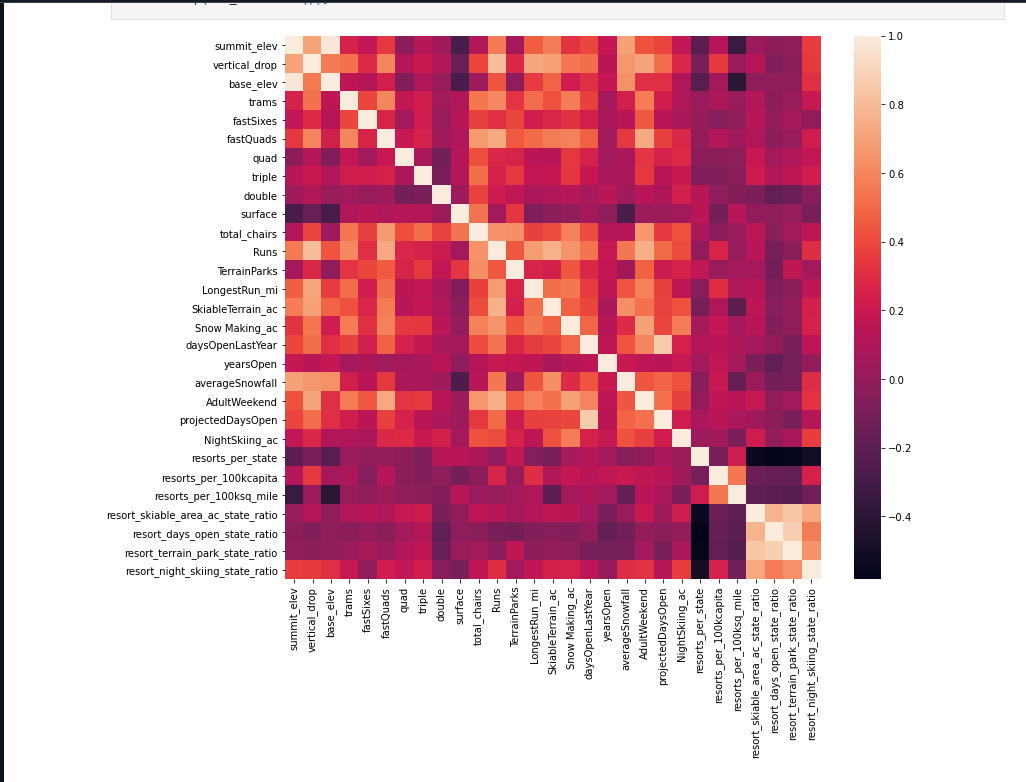 summit_elev
vertical_drop
base_elev
trams
fastSixes
fastQuads
quad
triple
double
surface
total_chairs
Runs
TerrainParks
LongestRun_mi
SkiableTerrain_ac
Snow Making_ac
daysOpenLastYear
yearsOpen
averageSnowfall
AdultWeekend
projectedDaysOpen
NightSkiing_ac
resorts_per_state
resorts_per_100kcapita
resorts_per_100ksq_mile
resort_skiable_area_ac_state_ratio
resort_days_open_state_ratio
resort_terrain_park_state_ratio
resort_night_skiing_state_ratio
summit_elev
vertical_drop
base_elev
trams
fastSixes
fastQuads
quad
triple
double
surface
total_chairs
Runs
TerrainParks
LongestRun_mi
SkiableTerrain_ac
Snow Making_ac
daysOpenLastYear
yearsOpen
averageSnowfall
AdultWeekend
projectedDaysOpen
NightSkiing_ac
resorts_per_state
resorts_per_100kcapita
resorts_per_100ksq_mile
resort_skiable_area_ac_state_ratio
resort_days_open_state_ratio
resort_terrain_park_state_ratio
resort_night_skiing_state_ratio
1.0
0.8
0.6
0.4
0.2
0.0
−0.2
−0.4